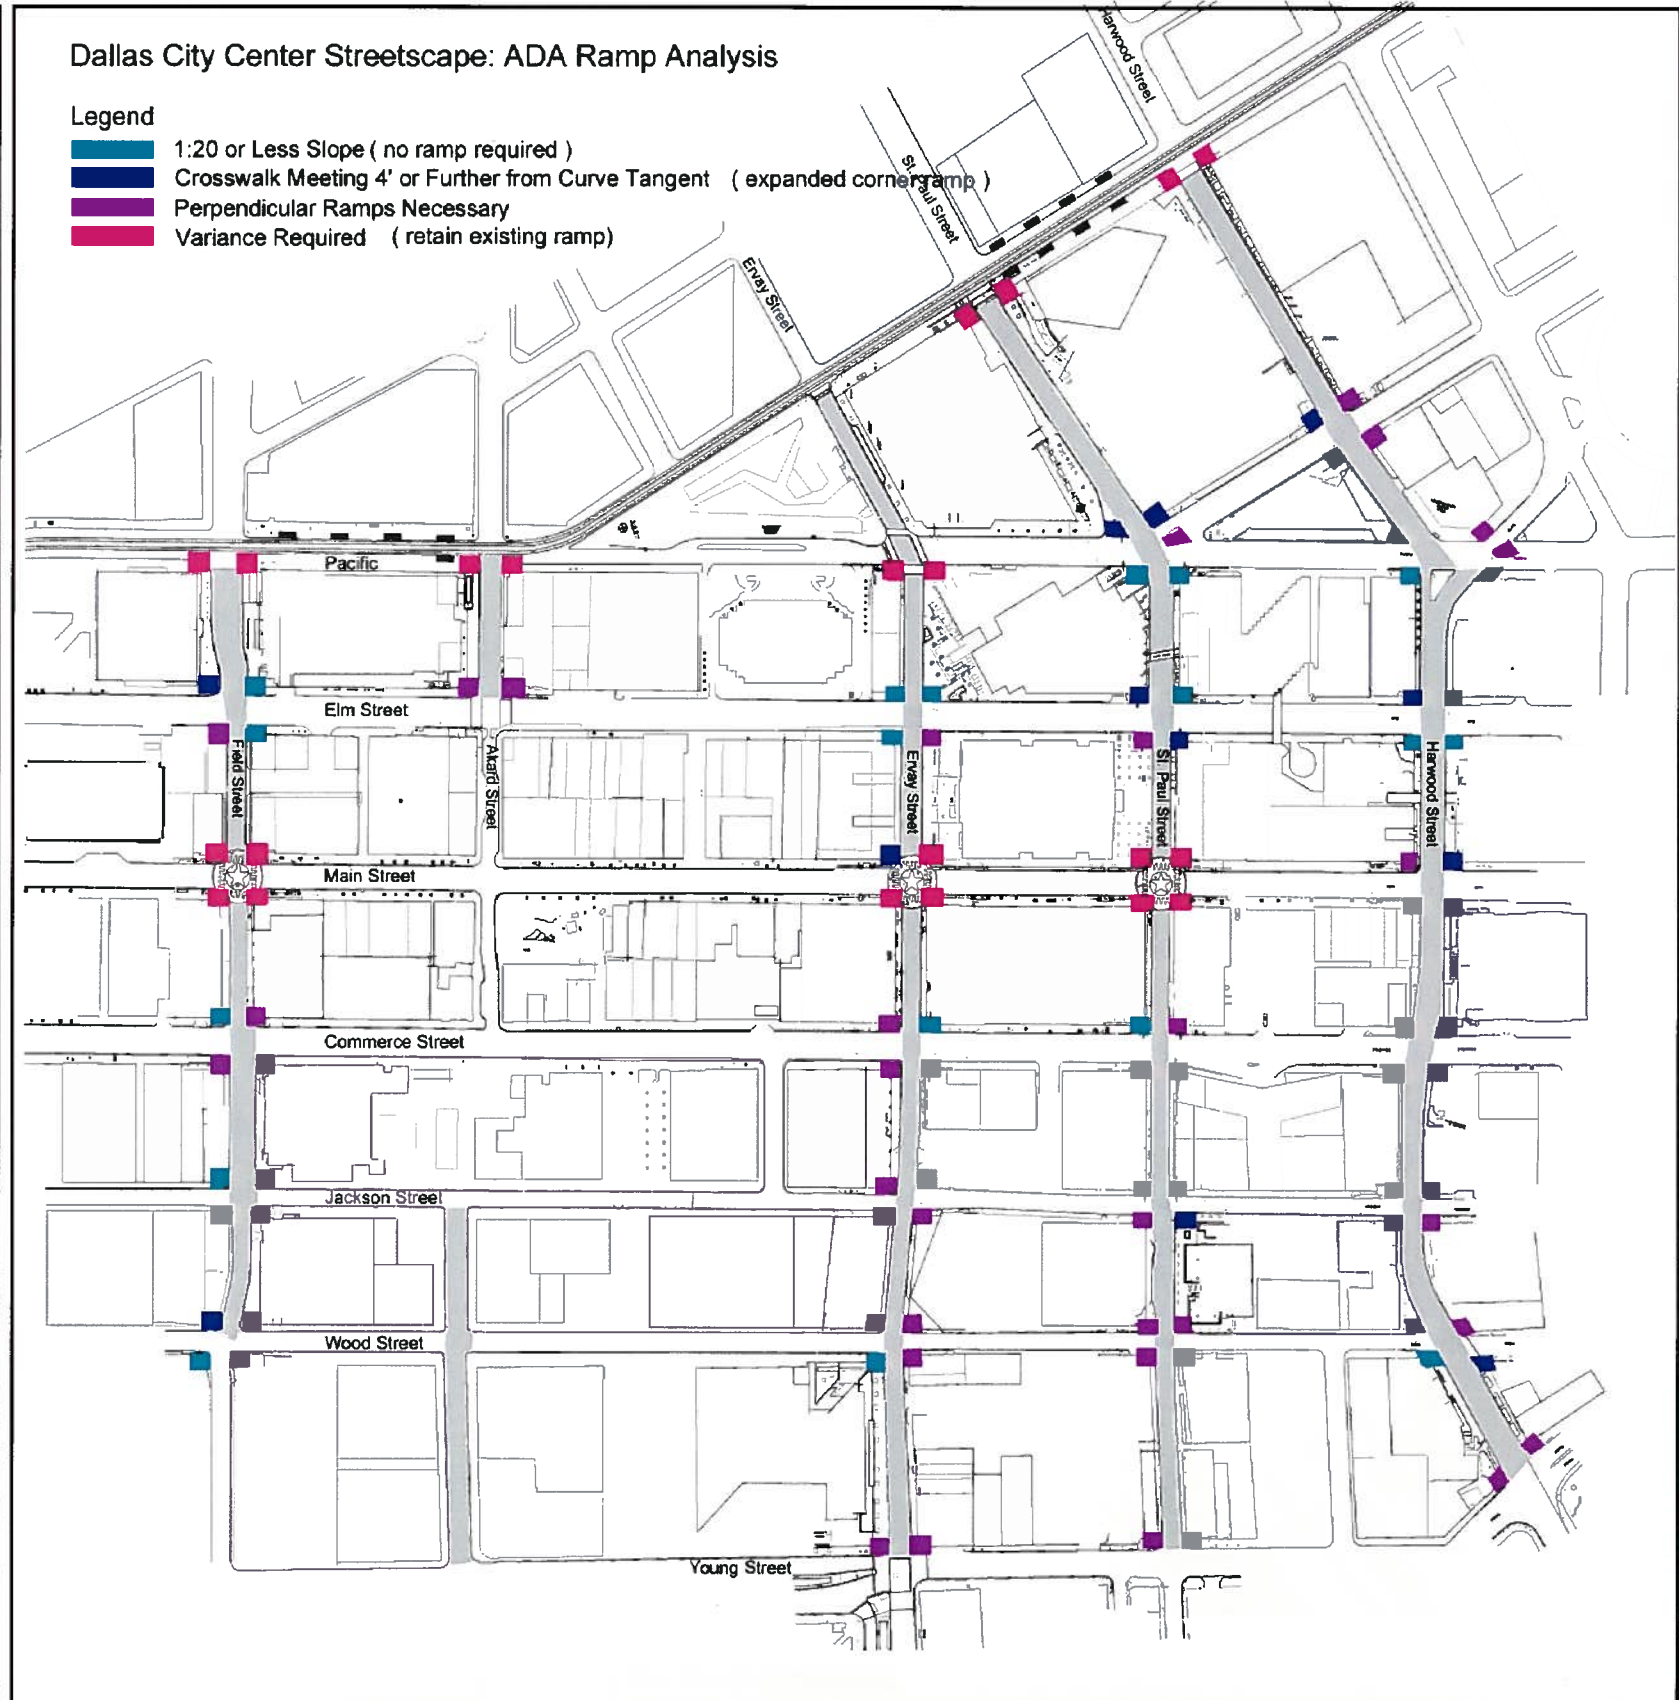 Dallas City Center Streetscape: ADA Ramp Analysis
Legend
1:20 or Less Slope ( no ramp required )
Crosswalk Meeting 4' or Further from Curve Tangent ( expanded corner ramp )
Perpendicular Ramps Necessary
Variance Required ( retain existing ramp)
Harwood Street
St. Paul Street
Ervay Street
Pacific
Elm Street
Field Street
Akard Street
Ervay Street
St. Paul Street
Harwood Street
Main Street
Commerce Street
Jackson Street
Wood Street
Young Street